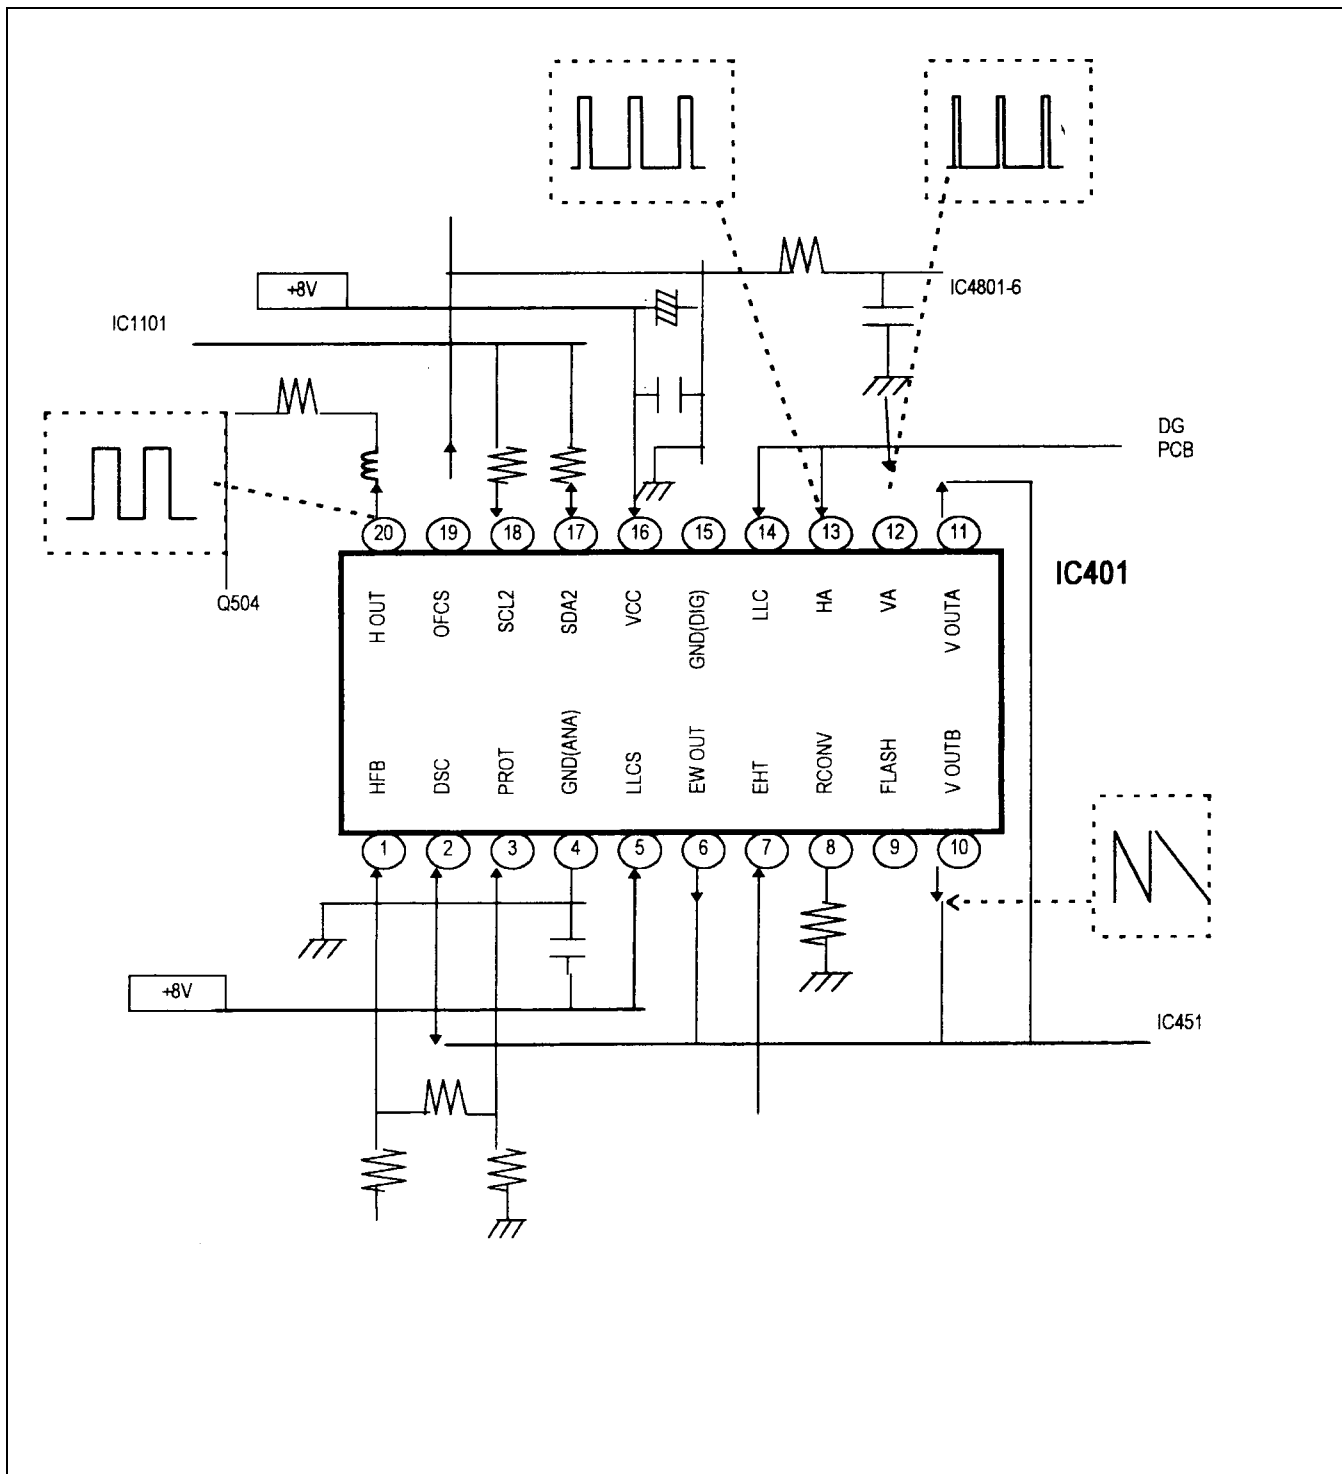 +8V
IC4801-6
IC1101
DG
PCB
20
19
18
17
16
15
14
13
12
11
IC401
Q504
H OUT
OFCS
SCL2
SDA2
VCC
GND(DIG)
LLC
HA
VA
V OUTA
HFB
DSC
PROT
GND(ANA)
LLCS
EW OUT
EHT
RCONV
FLASH
V OUTB
1
2
3
4
5
6
7
8
9
10
+8V
IC451